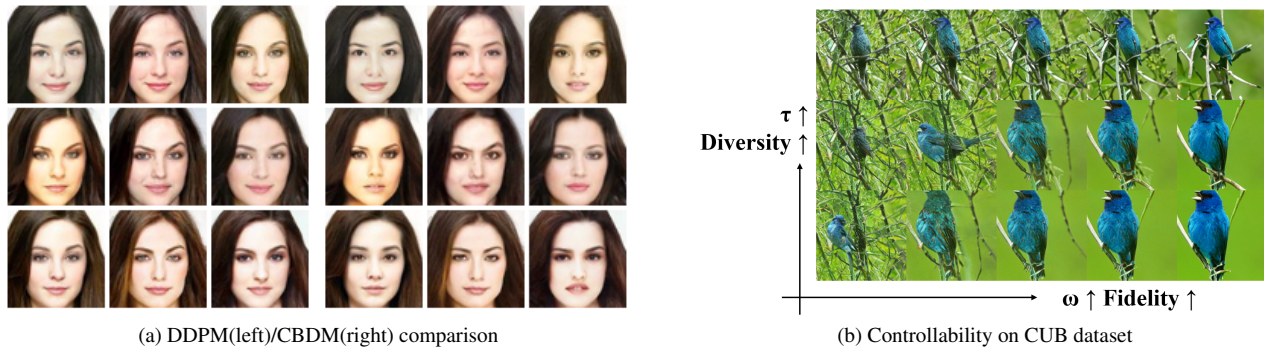 τ ↑
Diversity ↑
ω ↑ Fidelity ↑
(a) DDPM(left)/CBDM(right) comparison
(b) Controllability on CUB dataset